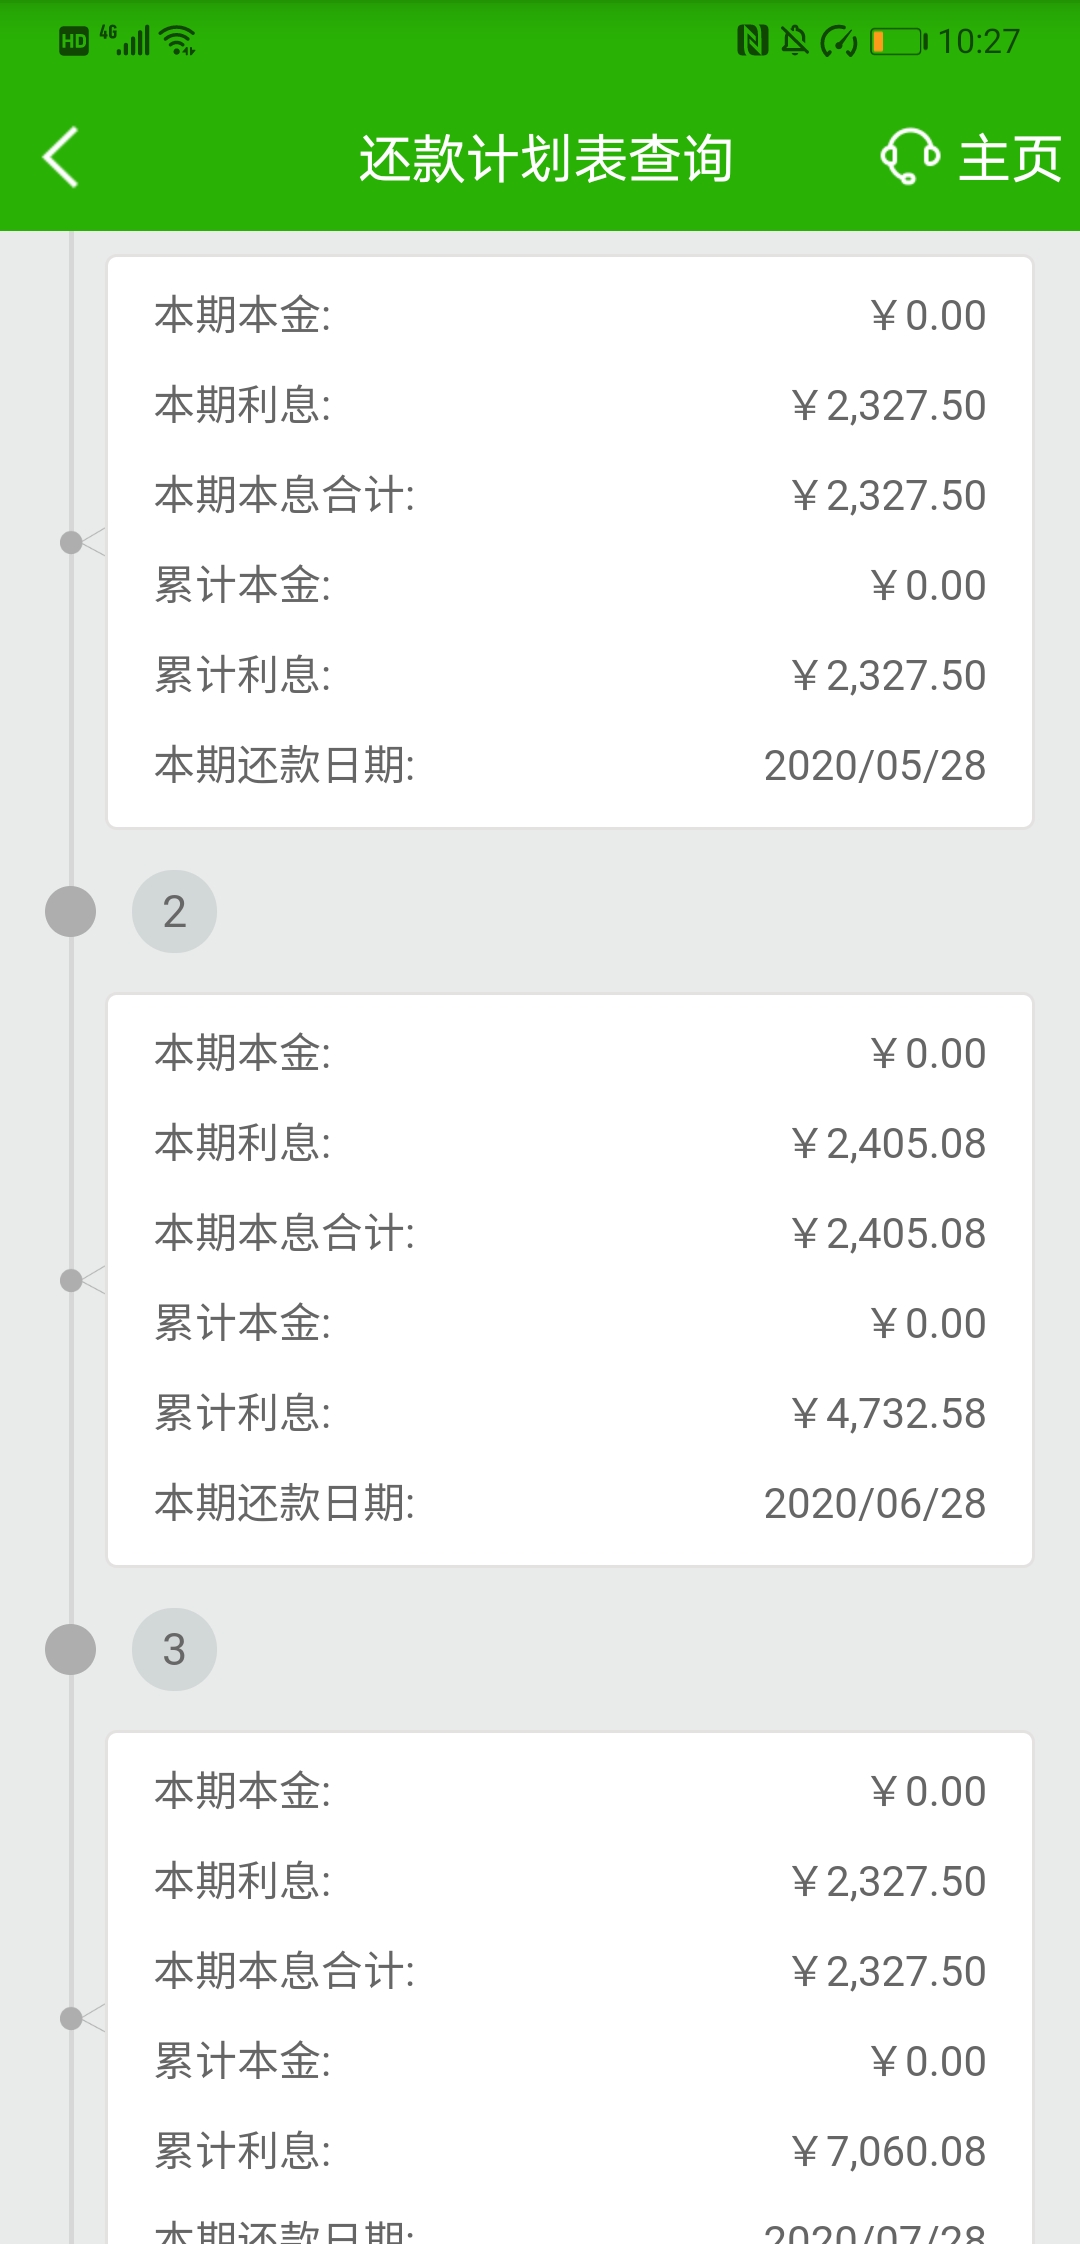 HD 4G 10:27
还款计划表查询 主页
本期本金: ￥0.00
本期利息: ￥2,327.50
本期本息合计: ￥2,327.50
累计本金: ￥0.00
累计利息: ￥2,327.50
本期还款日期: 2020/05/28
2
本期本金: ￥0.00
本期利息: ￥2,405.08
本期本息合计: ￥2,405.08
累计本金: ￥0.00
累计利息: ￥4,732.58
本期还款日期: 2020/06/28
3
本期本金: ￥0.00
本期利息: ￥2,327.50
本期本息合计: ￥2,327.50
累计本金: ￥0.00
累计利息: ￥7,060.08
本期还款日期: 2020/07/28